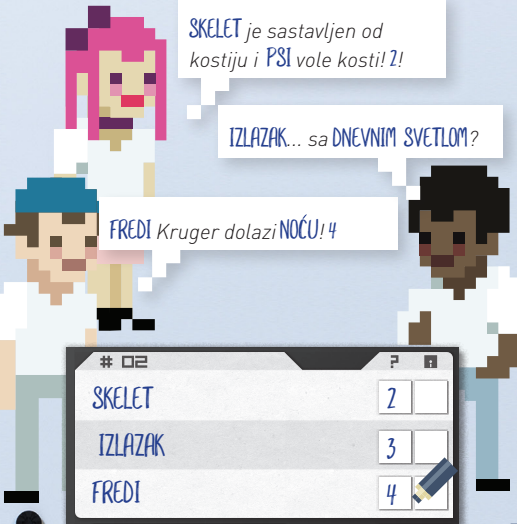 SKELET je sastavljen od
kostiju i PSI vole kosti! 2!
IZLAZAK... sa DNEVNIM SVETLOM?
FREDI Kruger dolazi NOĆU! 4
# 02 ?
SKELET 2
IZLAZAK 3
FREDI 4